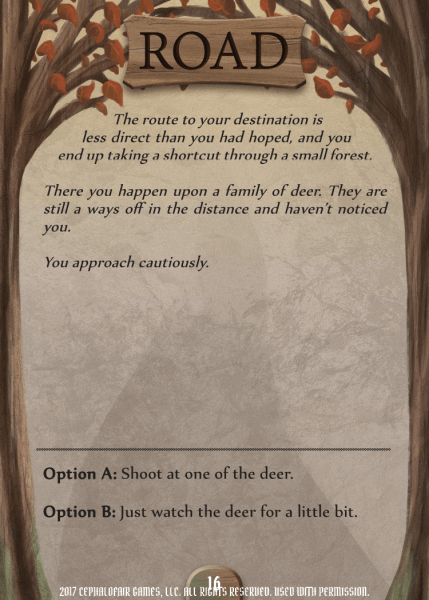 ROAD
The route to your destination is
less direct than you had hoped, and you
end up taking a shortcut through a small forest.
There you happen upon a family of deer. They are
still a ways off in the distance and haven't noticed
you.
You approach cautiously.
Option A: Shoot at one of the deer.
Option B: Just watch the deer for a little bit.
16
2017 CEPHALOFAIR GAMES, LLC. ALL RIGHTS RESERVED. USED WITH PERMISSION.